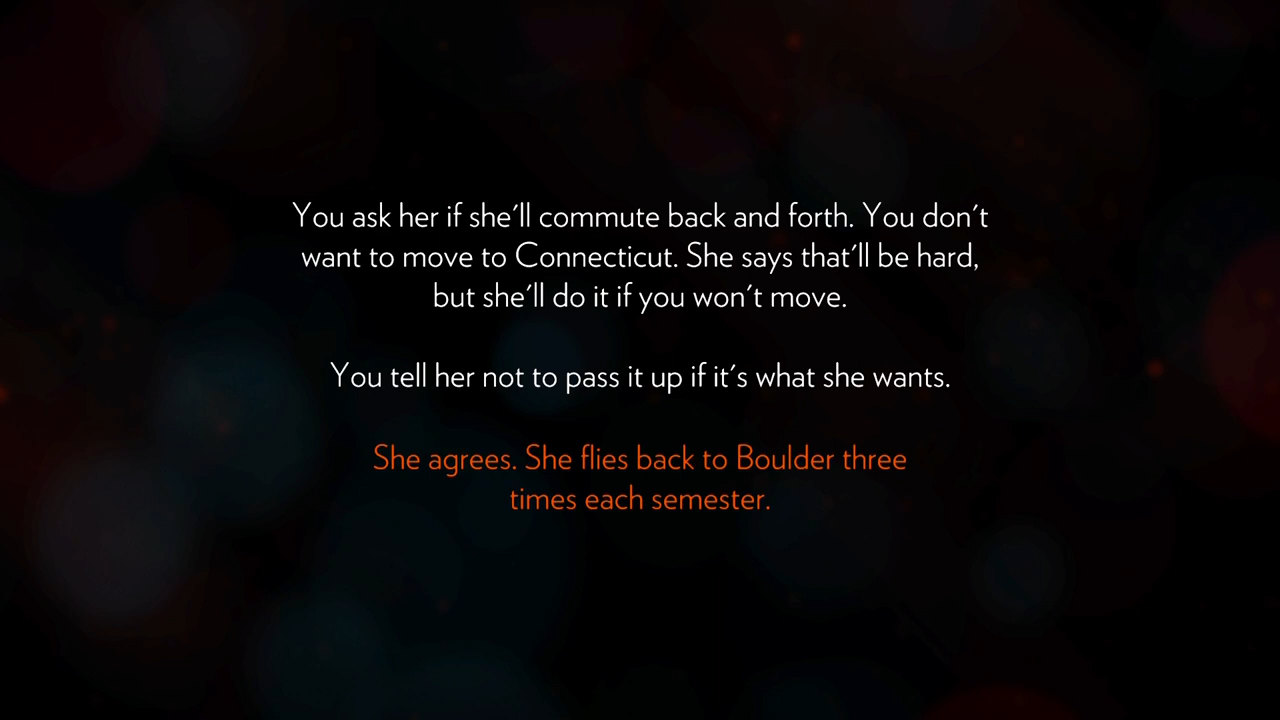 You ask her if she'll commute back and forth. You don't
want to move to Connecticut. She says that'll be hard,
but she'll do it if you won't move.
You tell her not to pass it up if it's what she wants.
She agrees. She flies back to Boulder three
times each semester.